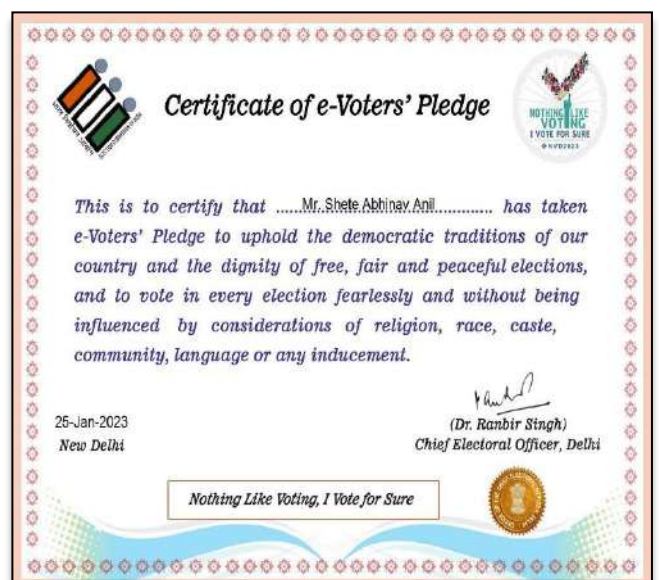 Certificate of e-Voters' Pledge
NOTHING LIKE
VOTING
I VOTE FOR SURE
This is to certify that ......Mr. Shete Abhinav Anil............. has taken
e-Voters' Pledge to uphold the democratic traditions of our
country and the dignity of free, fair and peaceful elections,
and to vote in every election fearlessly and without being
influenced by considerations of religion, race, caste,
community, language or any inducement.
25-Jan-2023
New Delhi
(Dr. Ranbir Singh)
Chief Electoral Officer, Delhi
Nothing Like Voting, I Vote for Sure